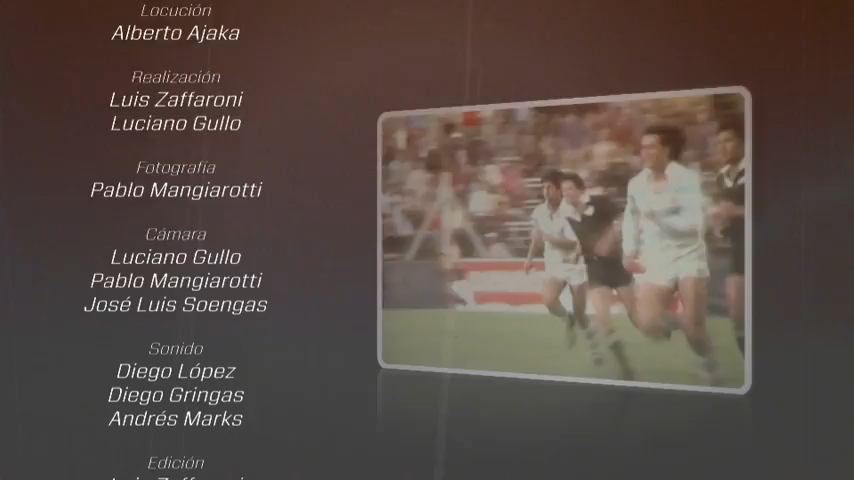 Locución
Alberto Ajaka
Realización
Luis Zaffaroni
Luciano Gullo
Fotografía
Pablo Mangiarotti
Cámara
Luciano Gullo
Pablo Mangiarotti
José Luis Soengas
Sonido
Diego López
Diego Gringas
Andrés Marks
Edición